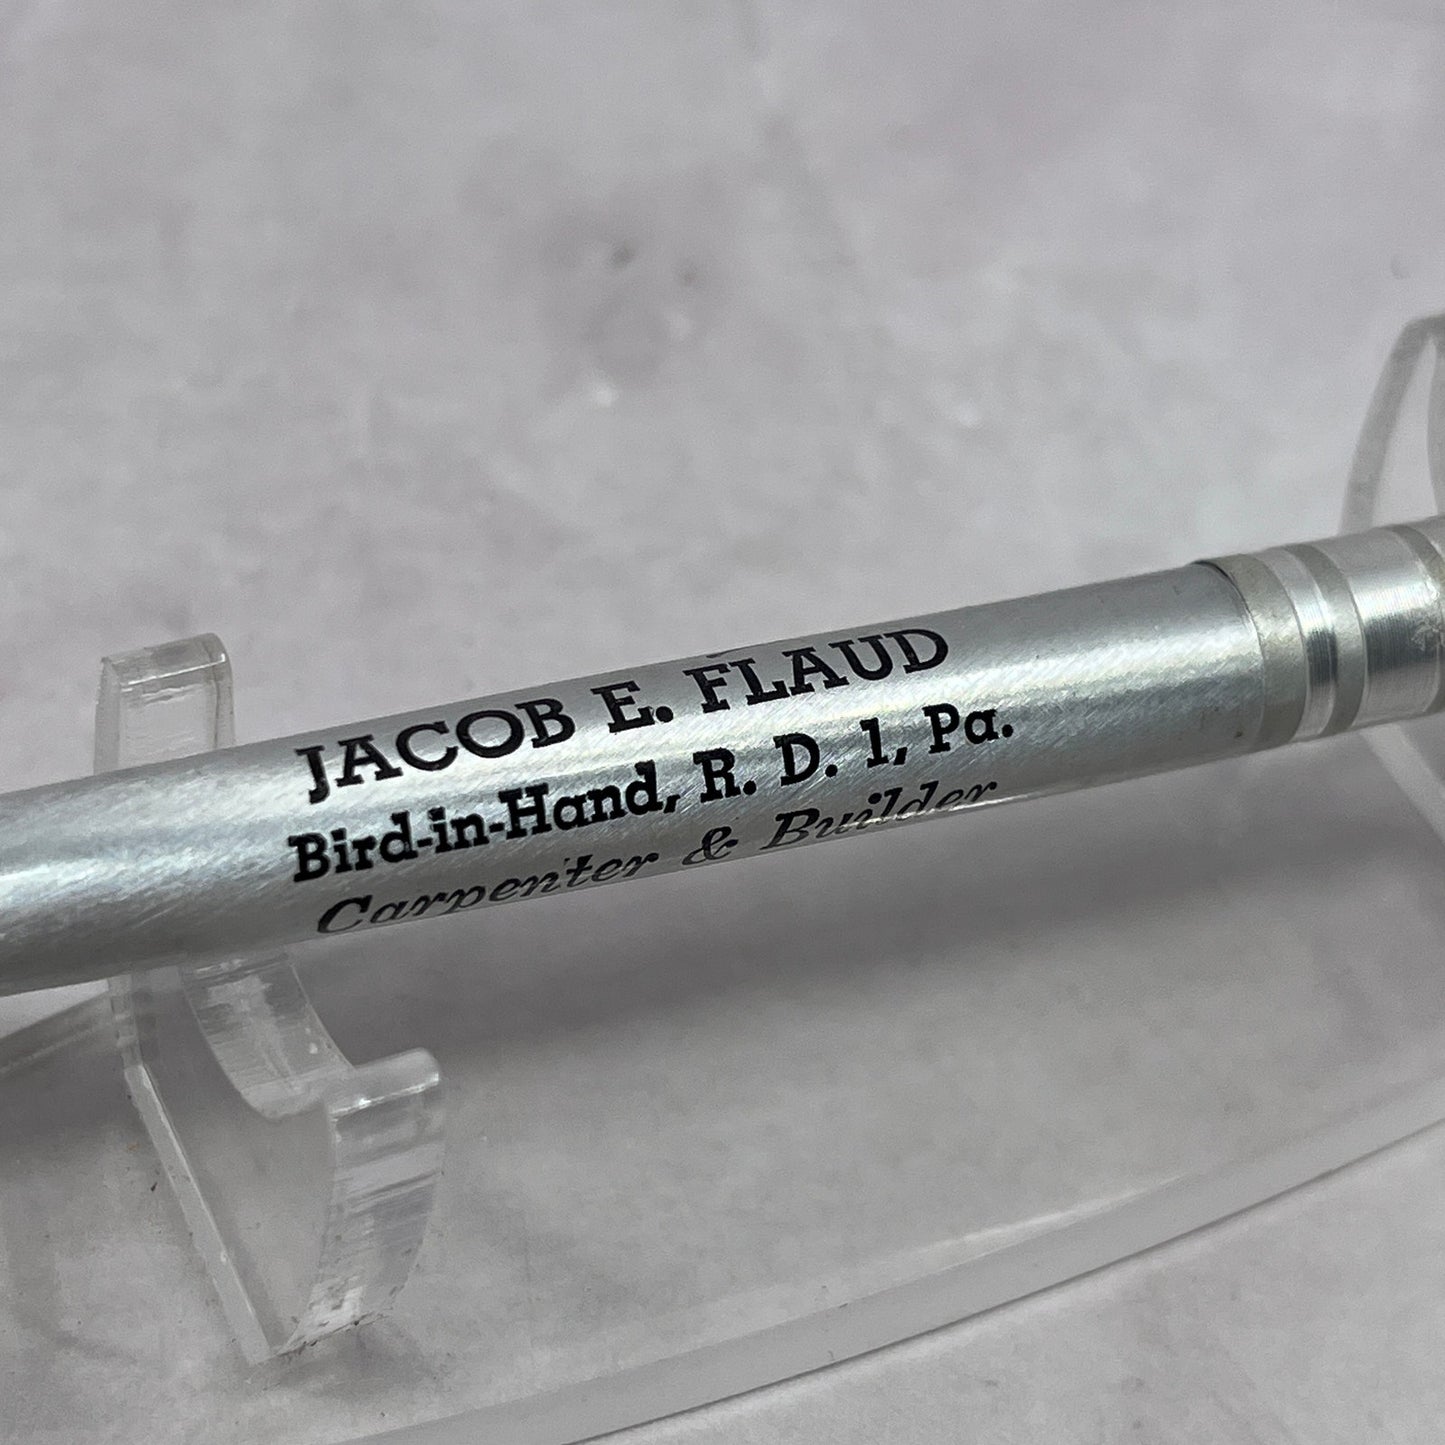 JACOB E. FLAUD
Bird-in-Hand, R. D. 1, Pa.
Carpenter & Builder